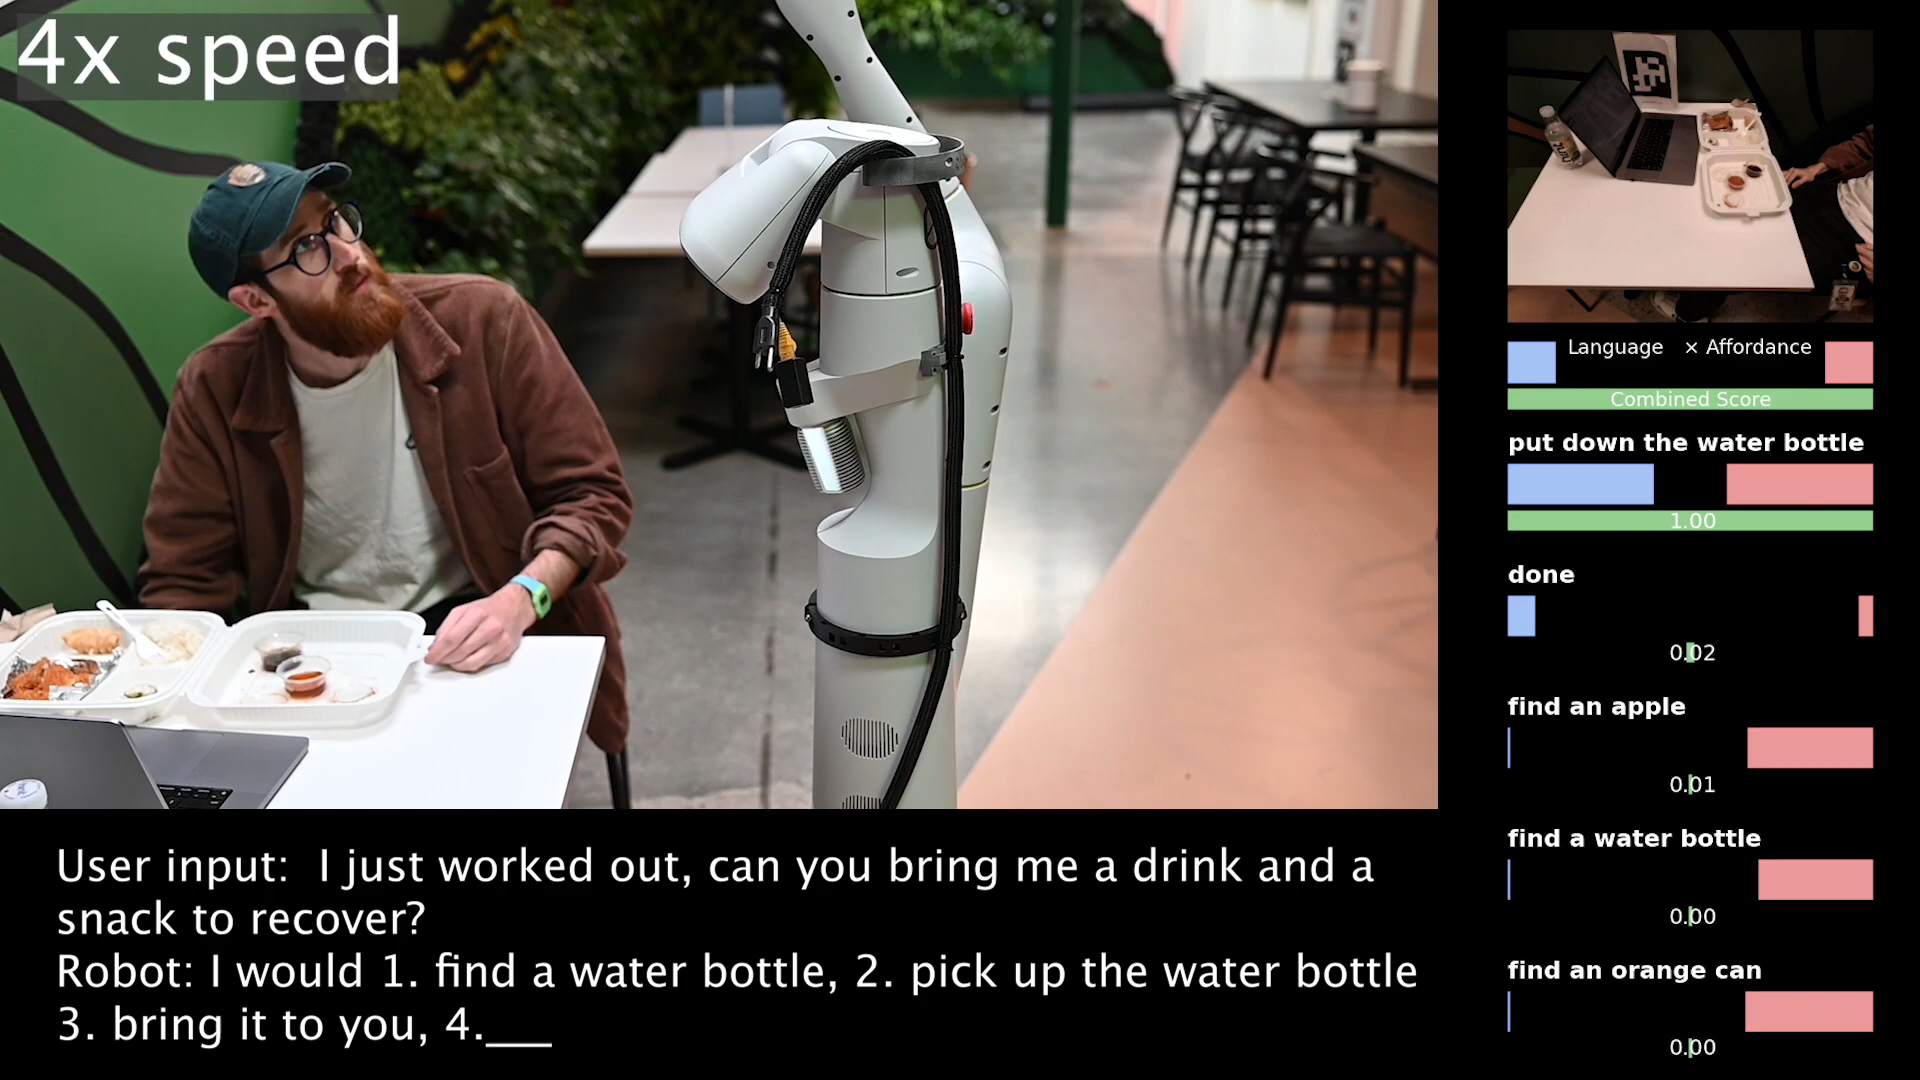 4x speed
Language × Affordance
Combined Score
put down the water bottle
1.00
done
0.02
find an apple
0.01
find a water bottle
0.00
find an orange can
0.00
User input: I just worked out, can you bring me a drink and a
snack to recover?
Robot: I would 1. find a water bottle, 2. pick up the water bottle
3. bring it to you, 4.___